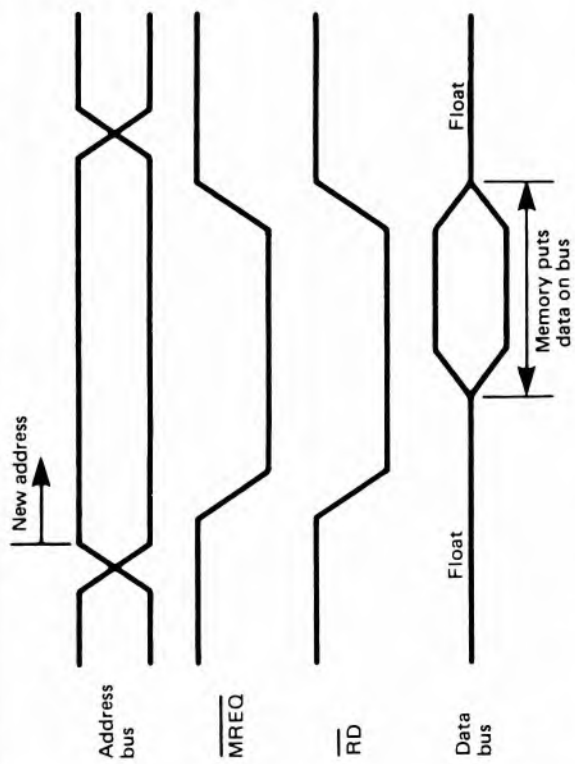 New address
Address
bus
MREQ
RD
Data
bus
Float
Memory puts
data on bus
Float